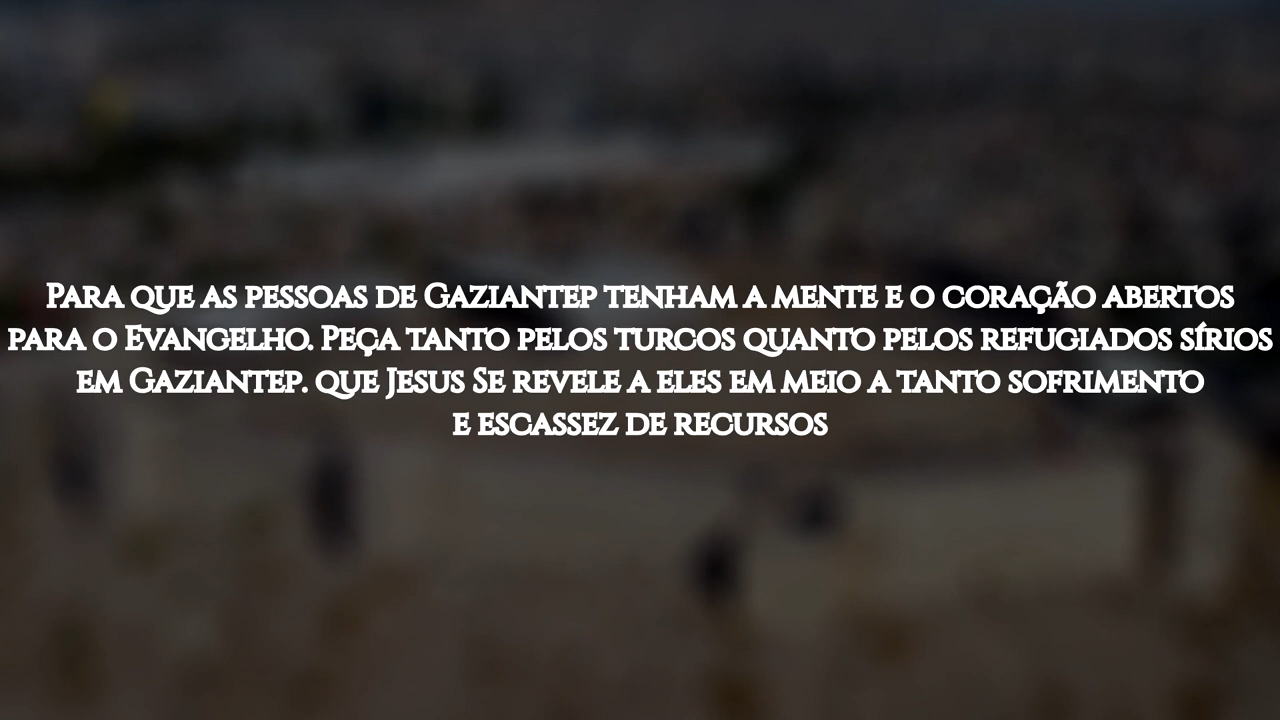 Para que as pessoas de Gaziantep tenham a mente e o coração abertos
para o Evangelho. Peça tanto pelos turcos quanto pelos refugiados sírios
em Gaziantep. que Jesus Se revele a eles em meio a tanto sofrimento
e escassez de recursos